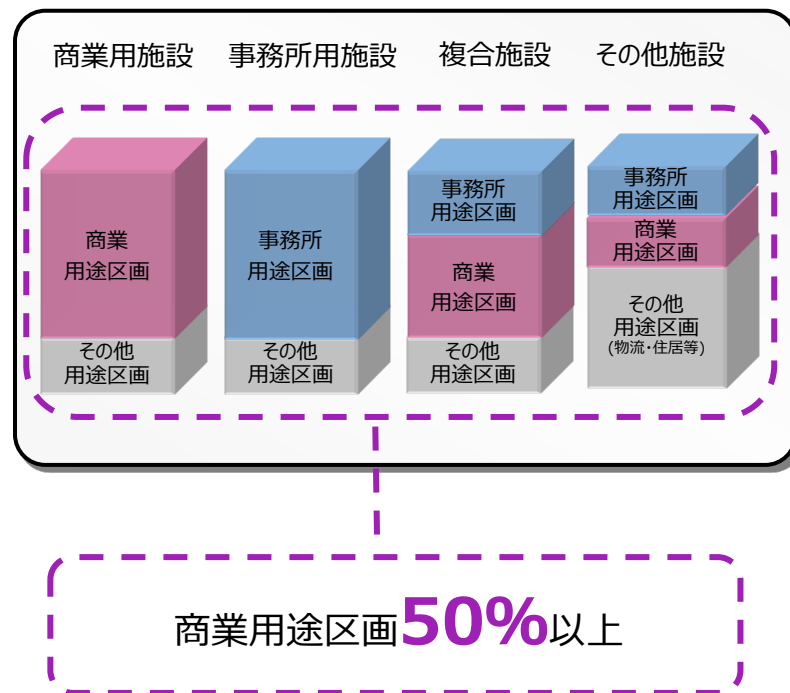 商業用施設
事務所用施設
複合施設
その他施設
商業
用途区画
その他
用途区画
事務所
用途区画
その他
用途区画
事務所
用途区画
商業
用途区画
その他
用途区画
事務所
用途区画
商業
用途区画
その他
用途区画
(物流・住居等)
商業用途区画50%以上